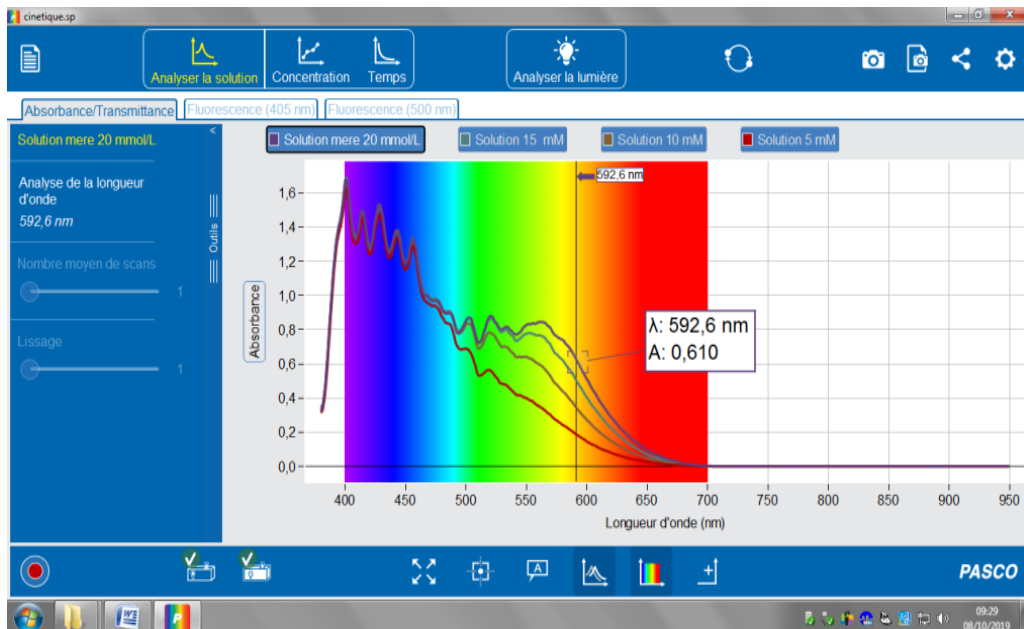 cinetique.sp
Analyser la solution
Concentration
Temps
Analyser la lumière
Absorbance/Transmittance
Fluorescence (405 nm)
Fluorescence (500 nm)
Solution mere 20 mmol/L
<
Analyse de la longueur
d'onde
592,6 nm
Nombre moyen de scans
1
Lissage
1
Outils
Solution mere 20 mmol/L
Solution 15 mM
Solution 10 mM
Solution 5 mM
592,6 nm
λ: 592,6 nm
A: 0,610
Absorbance
1,6
1,4
1,2
1,0
0,8
0,6
0,4
0,2
0,0
400 450 500 550 600 650 700 750 800 850 900 950
Longueur d'onde (nm)
A
PASCO
W
P
09:29
08/10/2019